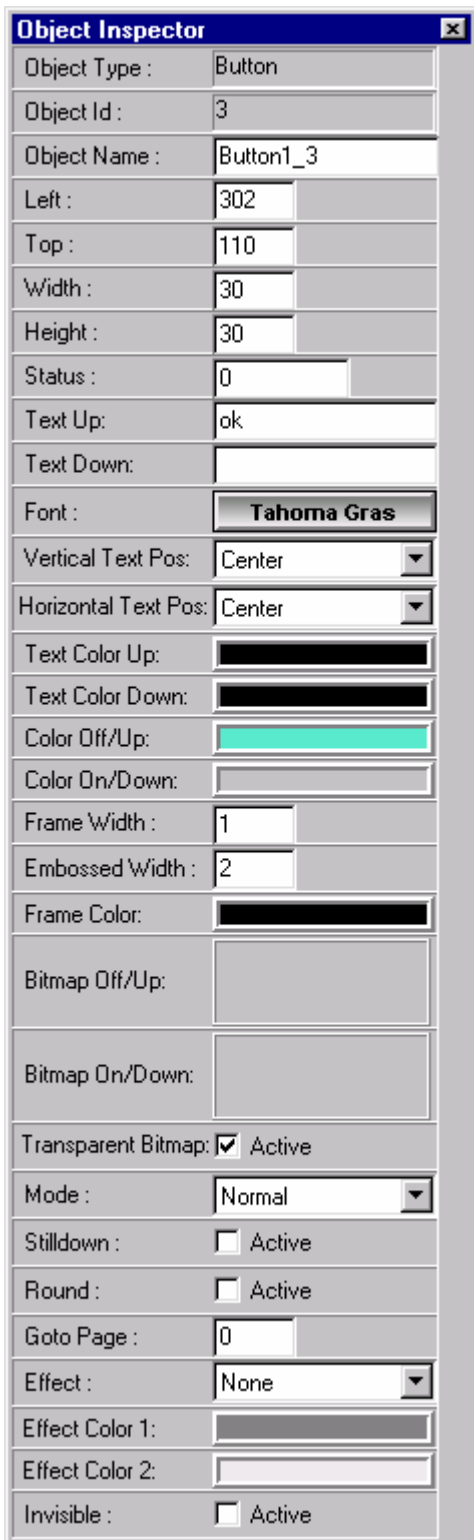 Object Inspector
Object Type : Button
Object Id : 3
Object Name : Button1_3
Left : 302
Top : 110
Width : 30
Height : 30
Status : 0
Text Up: ok
Text Down:
Font : Tahoma Gras
Vertical Text Pos: Center
Horizontal Text Pos: Center
Text Color Up:
Text Color Down:
Color Off/Up:
Color On/Down:
Frame Width : 1
Embossed Width : 2
Frame Color:
Bitmap Off/Up:
Bitmap On/Down:
Transparent Bitmap: Active
Mode : Normal
Stilldown : Active
Round : Active
Goto Page : 0
Effect : None
Effect Color 1:
Effect Color 2:
Invisible : Active